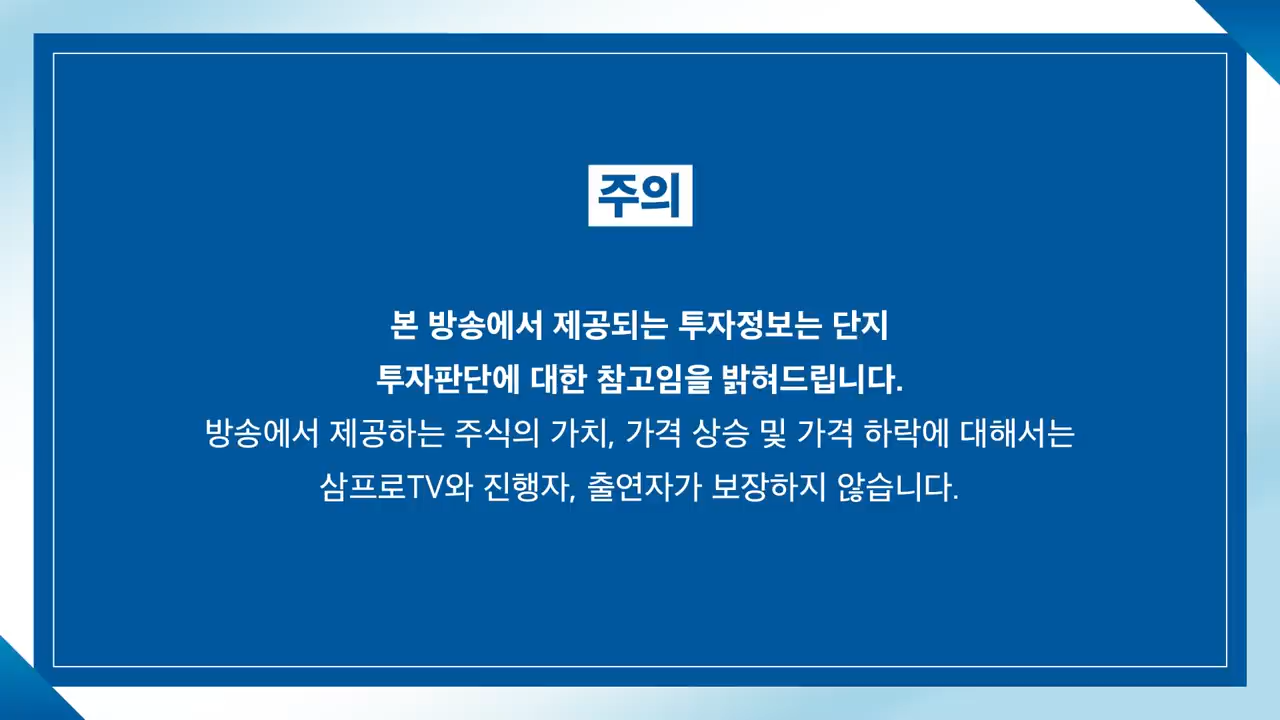 주의
본 방송에서 제공되는 투자정보는 단지
투자판단에 대한 참고임을 밝혀드립니다.
방송에서 제공하는 주식의 가치, 가격 상승 및 가격 하락에 대해서는
삼프로TV와 진행자, 출연자가 보장하지 않습니다.